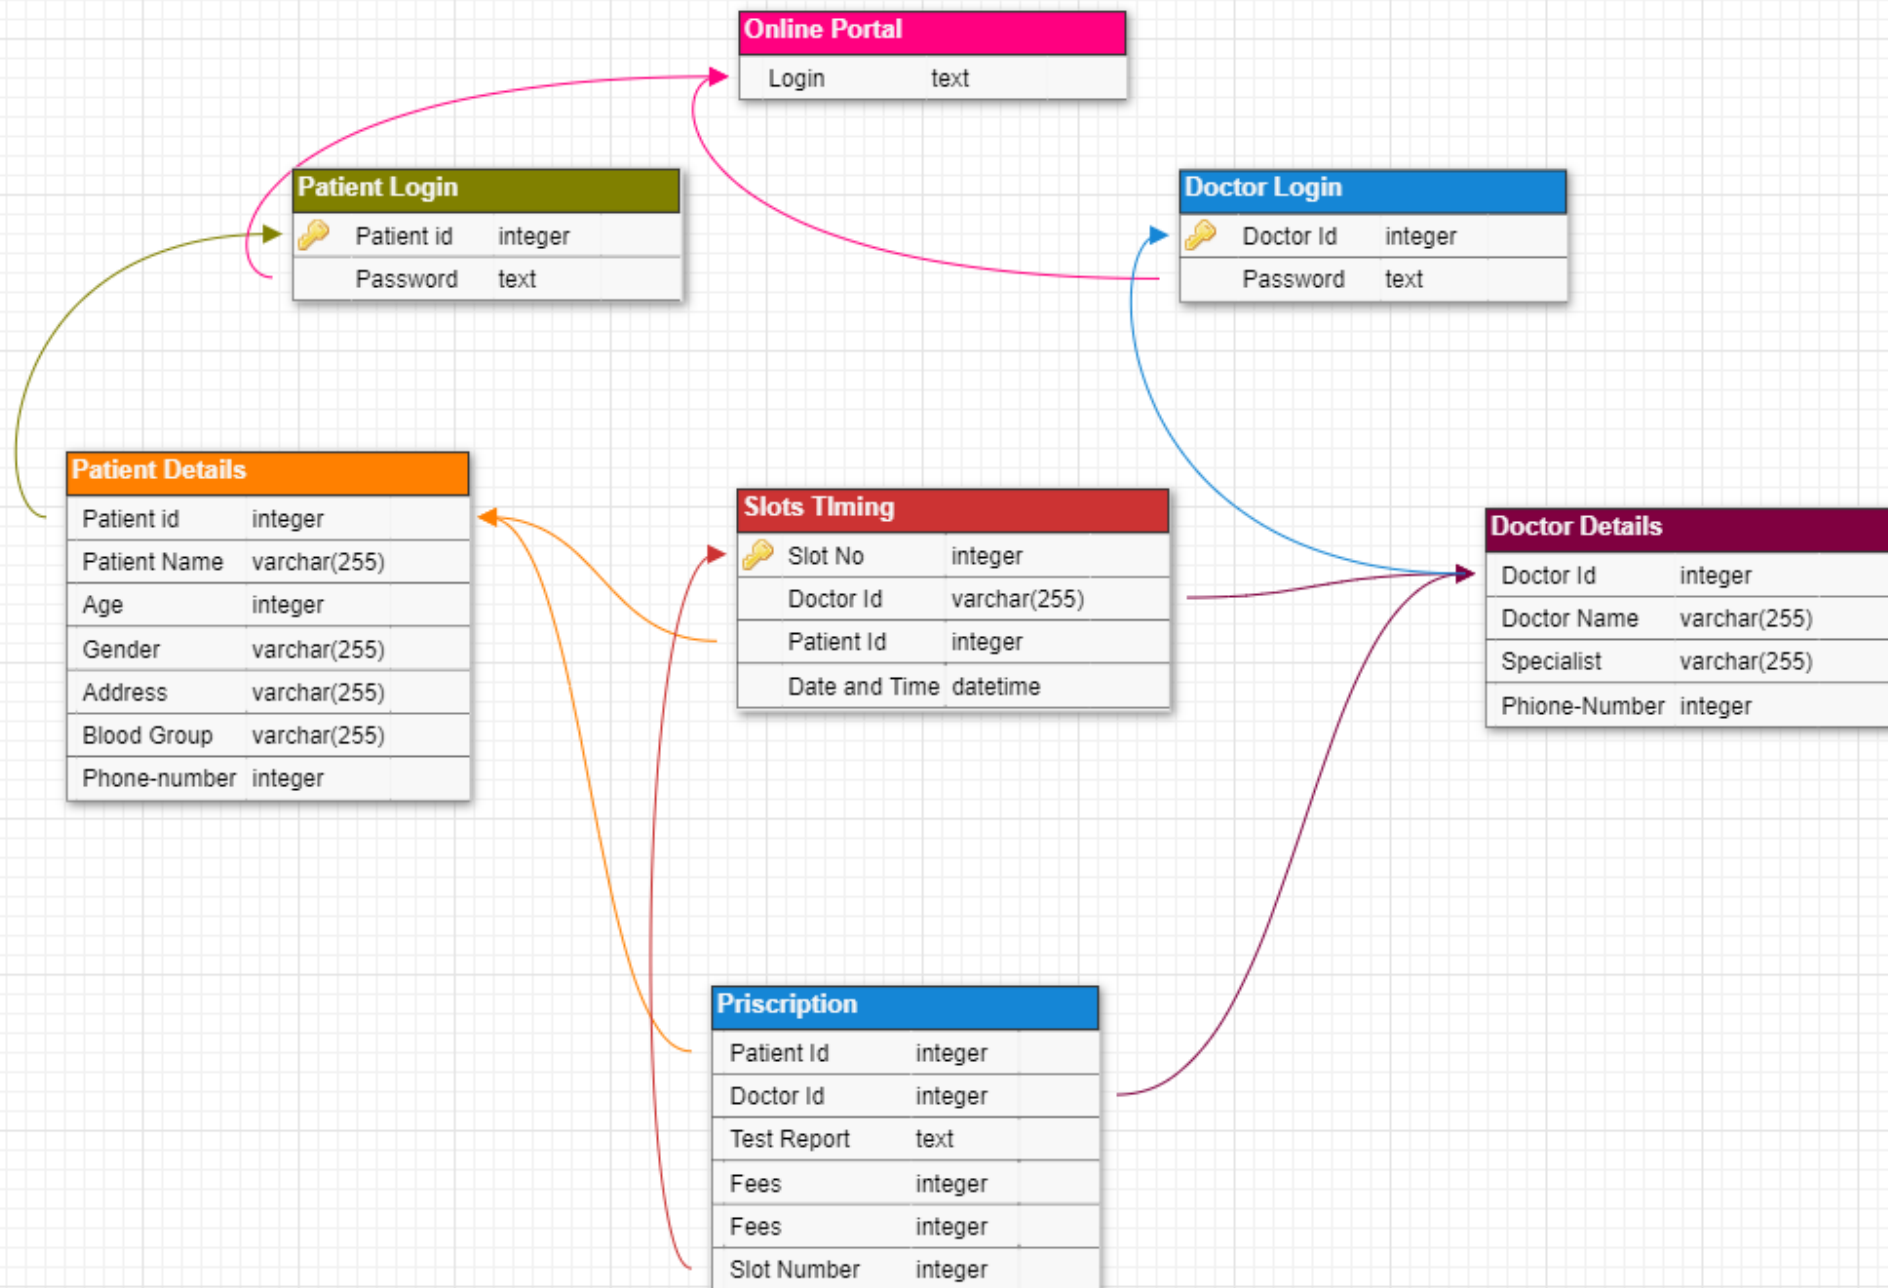 Online Portal
Login text
Patient Login
Patient id integer
Password text
Doctor Login
Doctor Id integer
Password text
Patient Details
Patient id integer
Patient Name varchar(255)
Age integer
Gender varchar(255)
Address varchar(255)
Blood Group varchar(255)
Phone-number integer
Slots TIming
Slot No integer
Doctor Id varchar(255)
Patient Id integer
Date and Time datetime
Doctor Details
Doctor Id integer
Doctor Name varchar(255)
Specialist varchar(255)
Phione-Number integer
Priscription
Patient Id integer
Doctor Id integer
Test Report text
Fees integer
Fees integer
Slot Number integer